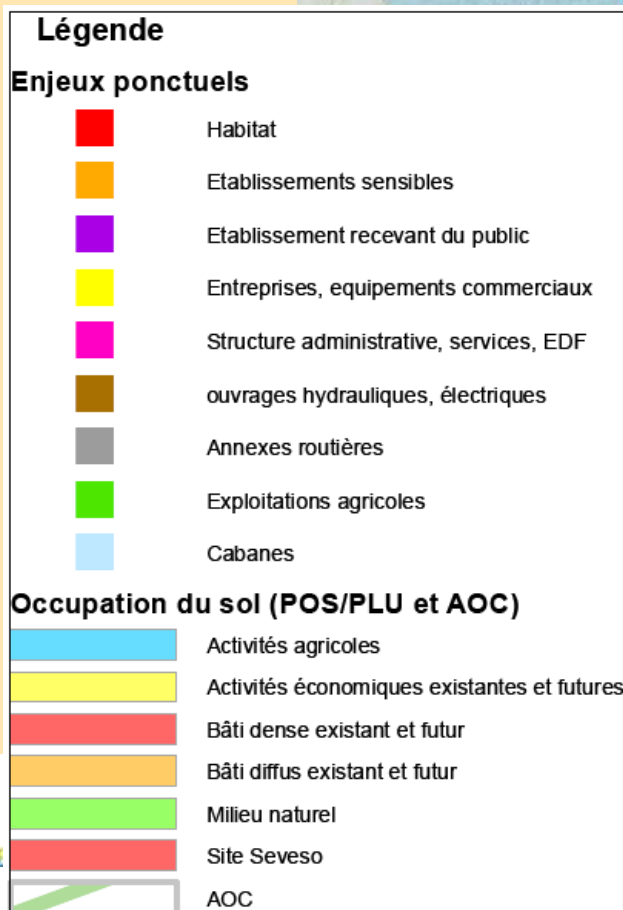 Légende
Enjeux ponctuels
Habitat
Etablissements sensibles
Etablissement recevant du public
Entreprises, equipements commerciaux
Structure administrative, services, EDF
ouvrages hydrauliques, électriques
Annexes routières
Exploitations agricoles
Cabanes
Occupation du sol (POS/PLU et AOC)
Activités agricoles
Activités économiques existantes et futures
Bâti dense existant et futur
Bâti diffus existant et futur
Milieu naturel
Site Seveso
AOC